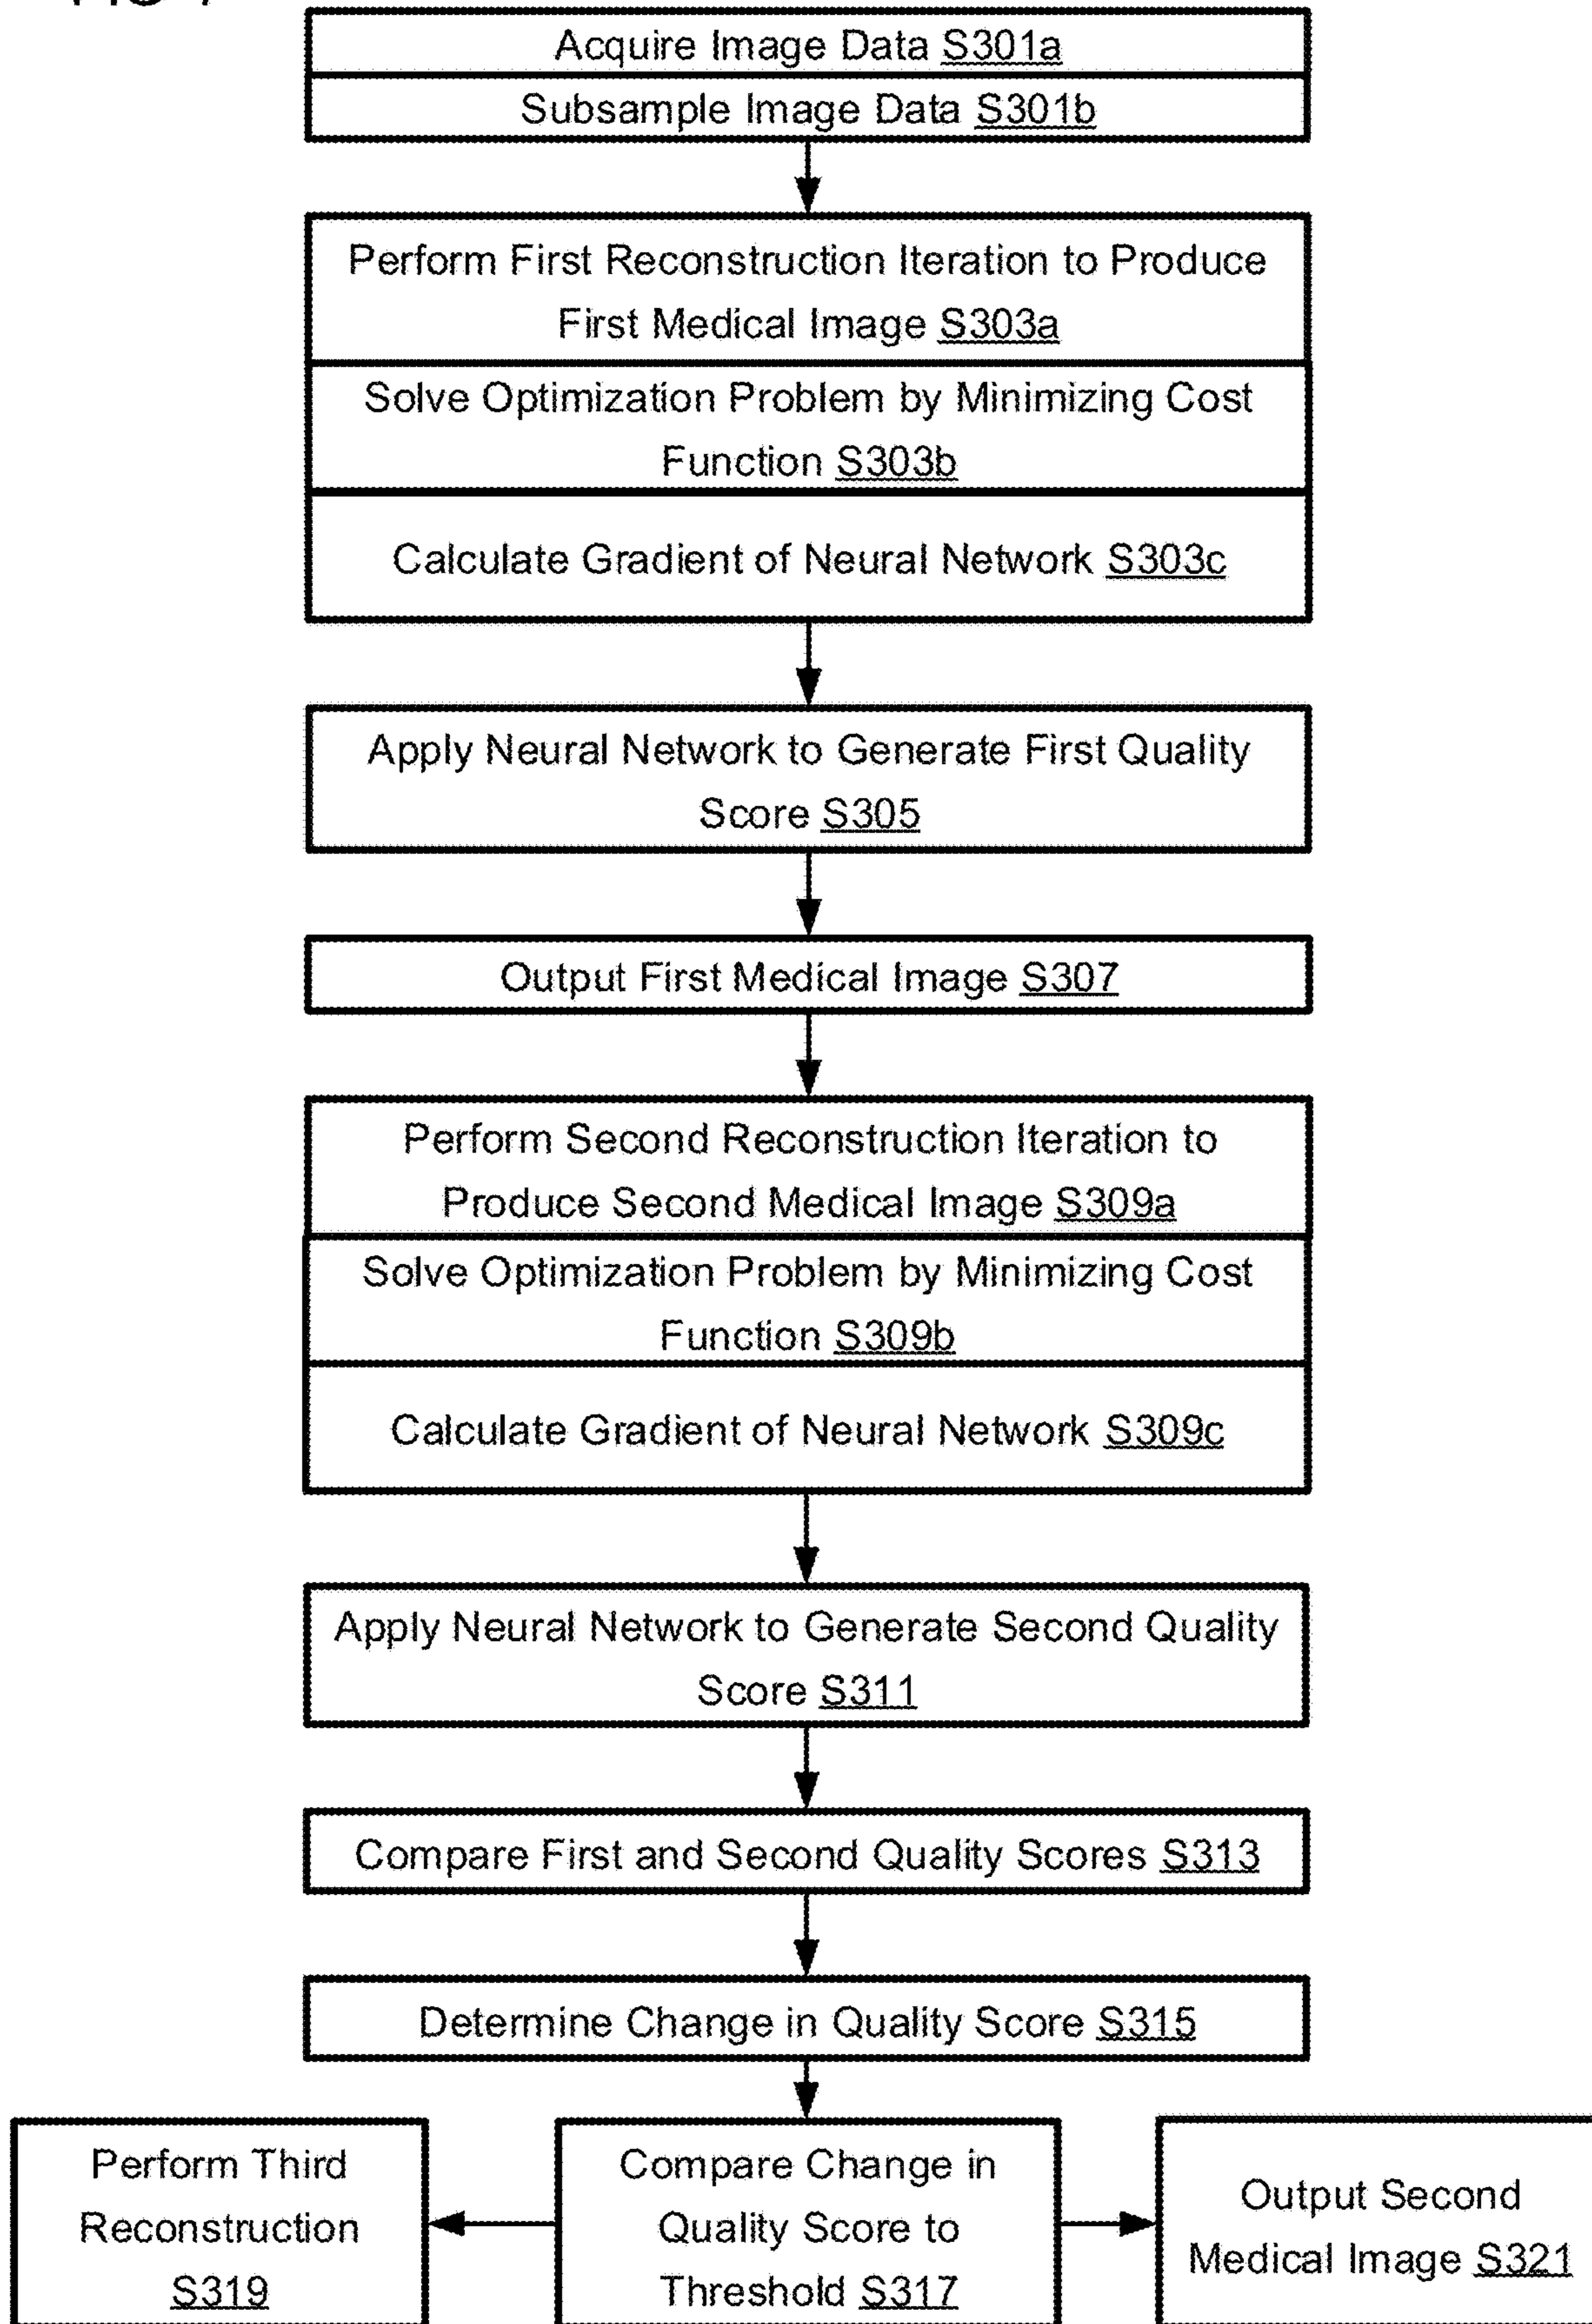 Acquire Image Data S301a
Subsample Image Data S301b
Perform First Reconstruction Iteration to Produce
First Medical Image S303a
Solve Optimization Problem by Minimizing Cost
Function S303b
Calculate Gradient of Neural Network S303c
Apply Neural Network to Generate First Quality
Score S305
Output First Medical Image S307
Perform Second Reconstruction Iteration to
Produce Second Medical Image S309a
Solve Optimization Problem by Minimizing Cost
Function S309b
Calculate Gradient of Neural Network S309c
Apply Neural Network to Generate Second Quality
Score S311
Compare First and Second Quality Scores S313
Determine Change in Quality Score S315
Perform Third
Reconstruction
S319
Compare Change in
Quality Score to
Threshold S317
Output Second
Medical Image S321